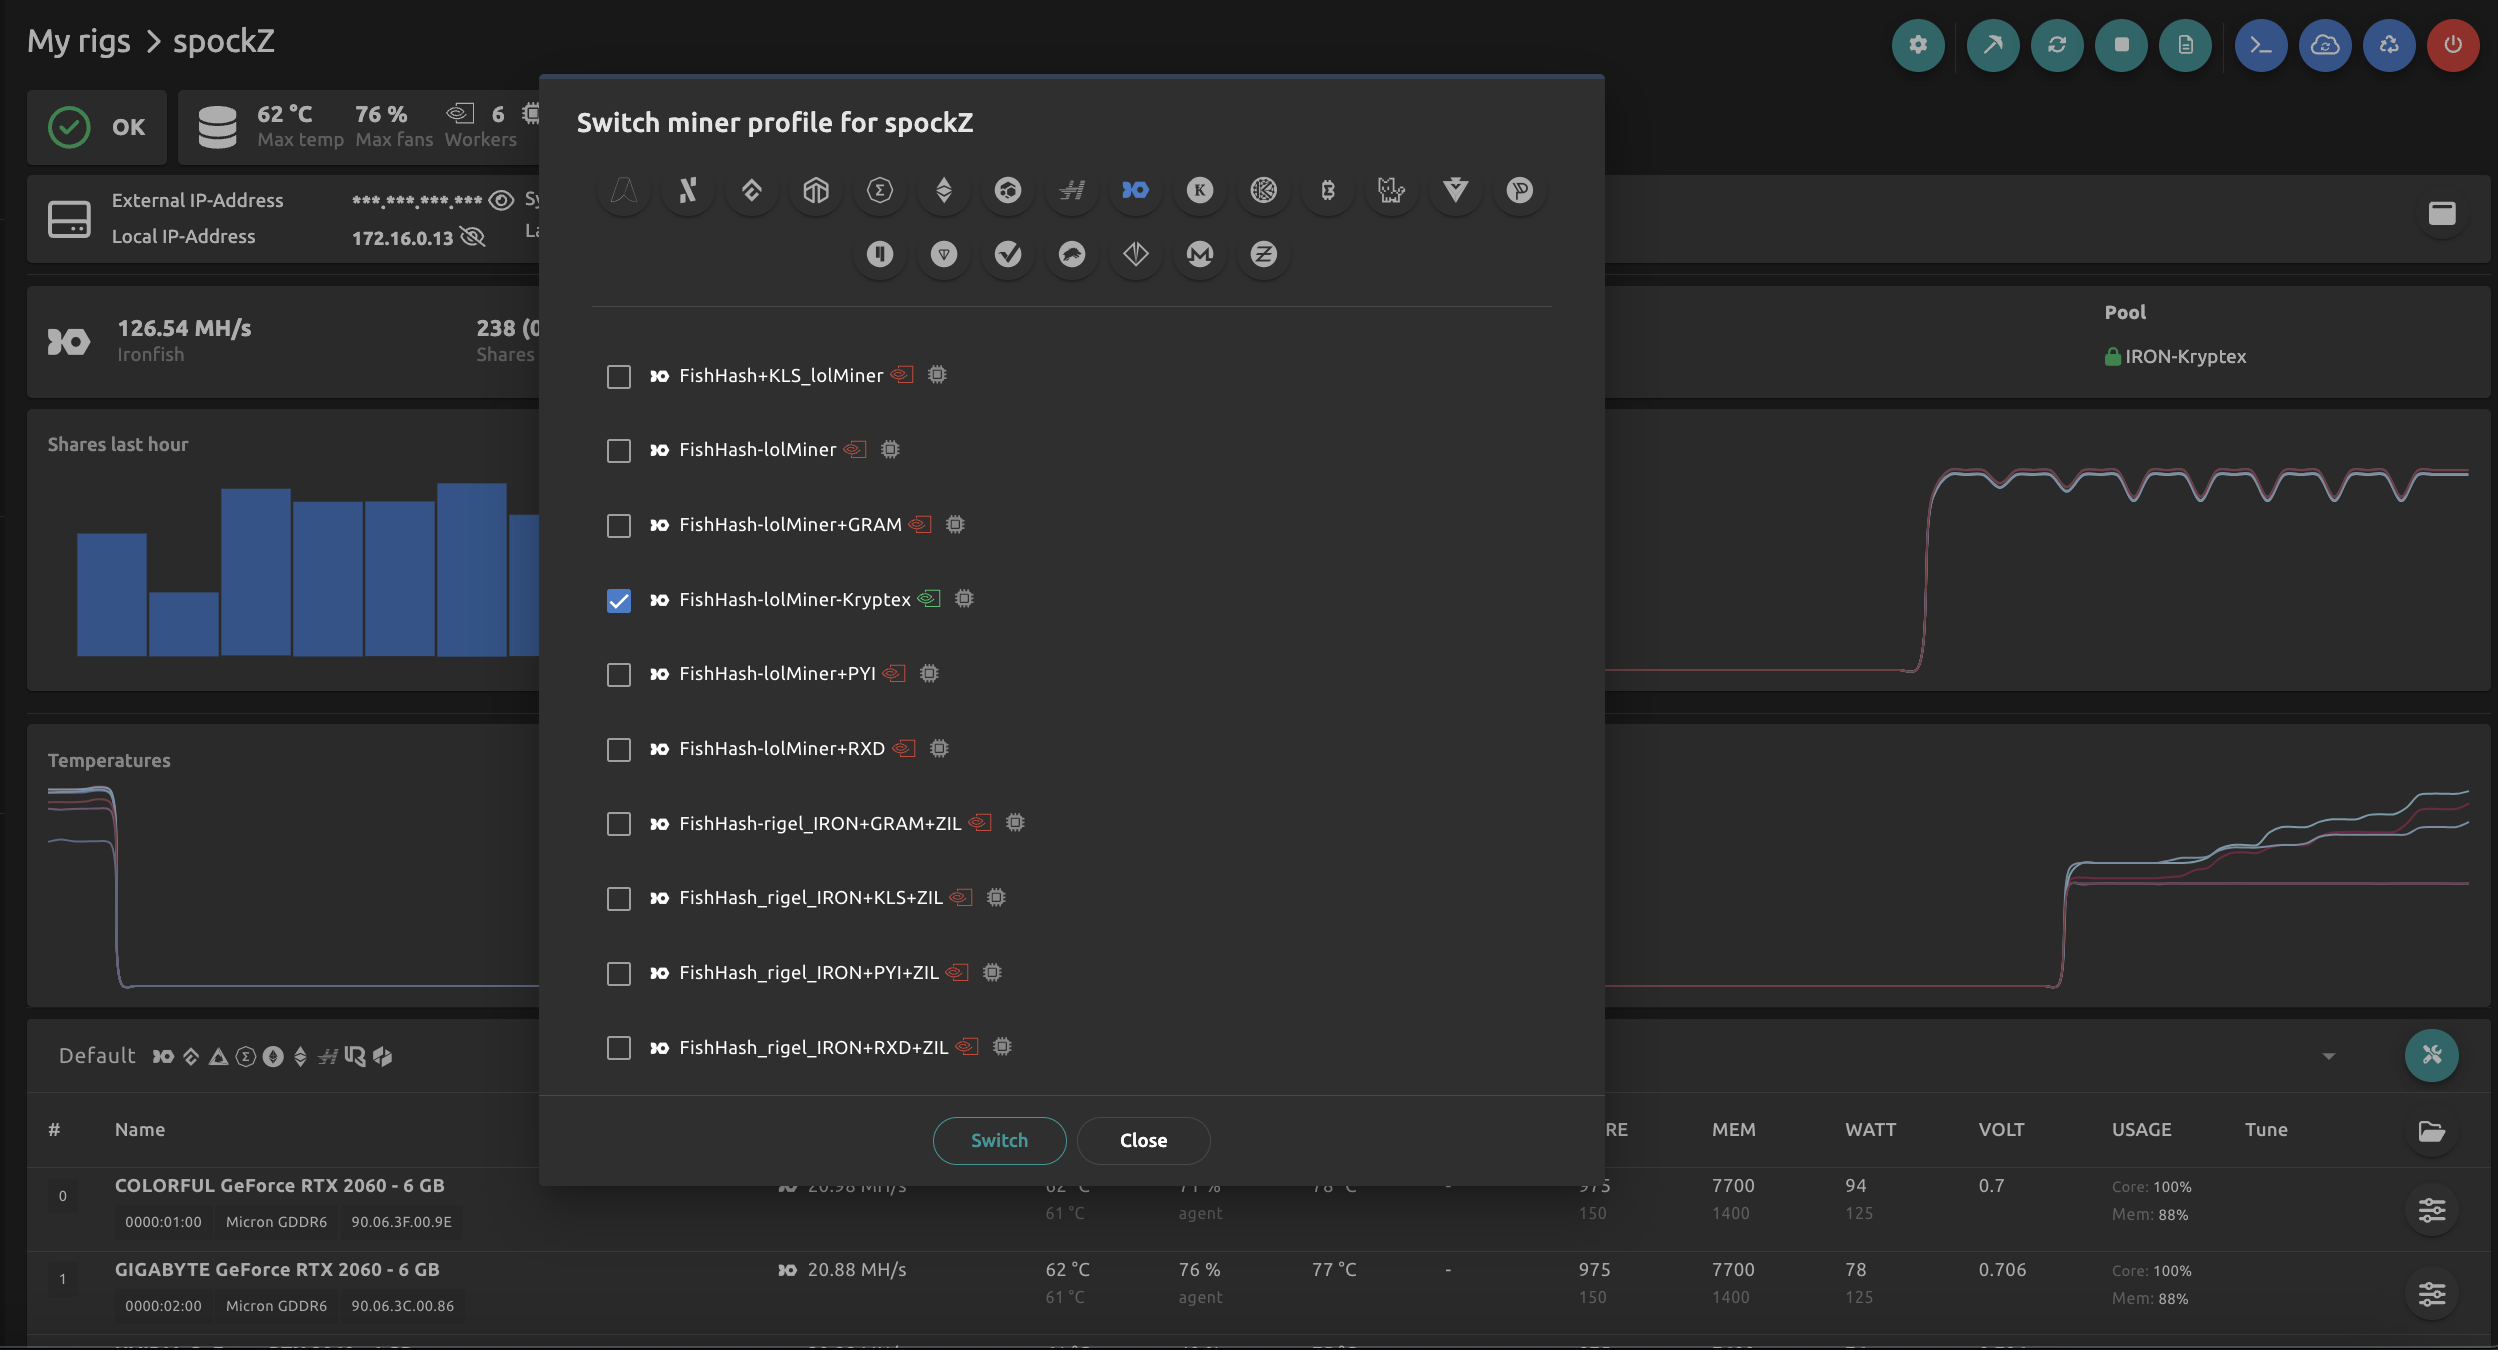 My rigs > spockZ
OK
62 °C
Max temp
76 %
Max fans
6
Workers
External IP-Address ***.***.***.***
Local IP-Address 172.16.0.13
126.54 MH/s
Ironfish
238 (0
Shares
Pool
IRON-Kryptex
Shares last hour
Temperatures
Switch miner profile for spockZ
FishHash+KLS_lolMiner
FishHash-lolMiner
FishHash-lolMiner+GRAM
FishHash-lolMiner-Kryptex
FishHash-lolMiner+PYI
FishHash-lolMiner+RXD
FishHash-rigel_IRON+GRAM+ZIL
FishHash_rigel_IRON+KLS+ZIL
FishHash_rigel_IRON+PYI+ZIL
FishHash_rigel_IRON+RXD+ZIL
Switch Close
Default
# Name RE MEM WATT VOLT USAGE Tune
0 COLORFUL GeForce RTX 2060 - 6 GB 20.98 MH/s 62 °C 71 % 78 °C - 975 7700 94 0.7 Core: 100%
0000:01:00 Micron GDDR6 90.06.3F.00.9E 61 °C agent 150 1400 125 Mem: 88%
1 GIGABYTE GeForce RTX 2060 - 6 GB 20.88 MH/s 62 °C 76 % 77 °C - 975 7700 78 0.706 Core: 100%
0000:02:00 Micron GDDR6 90.06.3C.00.86 61 °C agent 150 1400 125 Mem: 88%